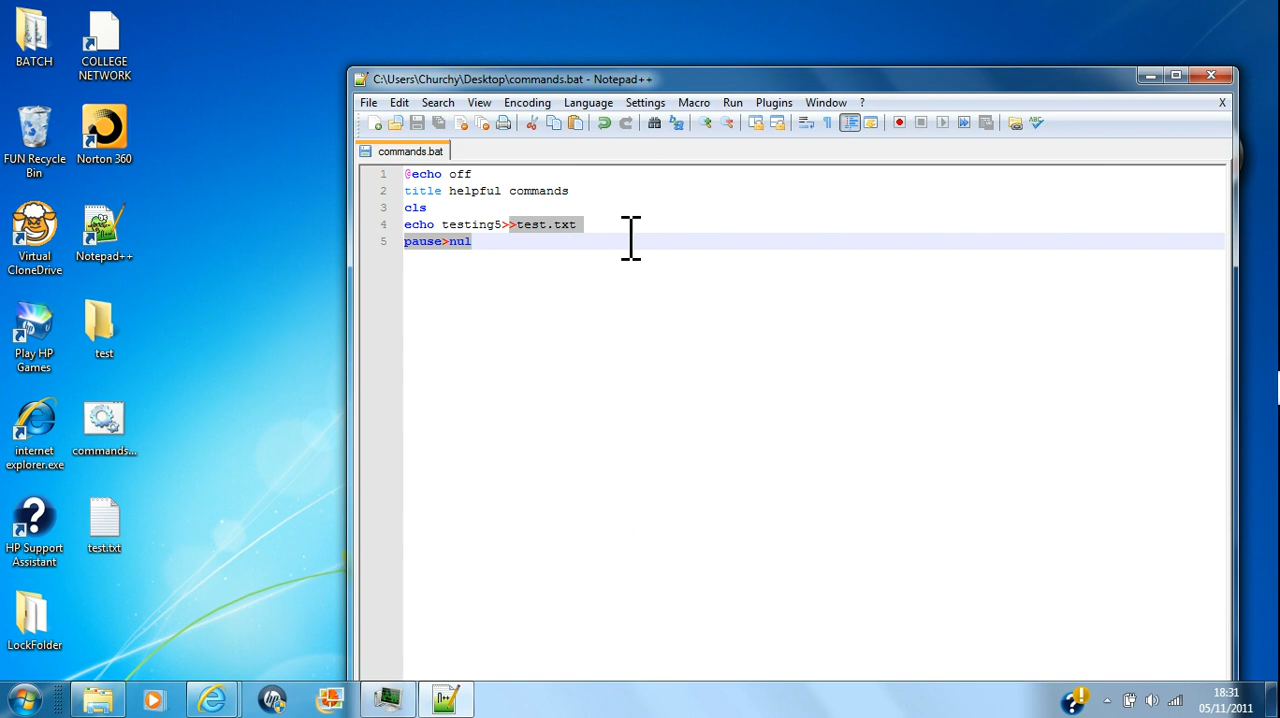 BATCH
COLLEGE
NETWORK
FUN Recycle
Bin
Norton 360
Virtual
CloneDrive
Notepad++
Play HP
Games
test
internet
explorer.exe
commands...
HP Support
Assistant
test.txt
LockFolder
C:\Users\Churchy\Desktop\commands.bat - Notepad++
File Edit Search View Encoding Language Settings Macro Run Plugins Window ? X
commands.bat
1 @echo off
2 title helpful commands
3 cls
4 echo testing5>>test.txt
5 pause>nul
18:31
05/11/2011